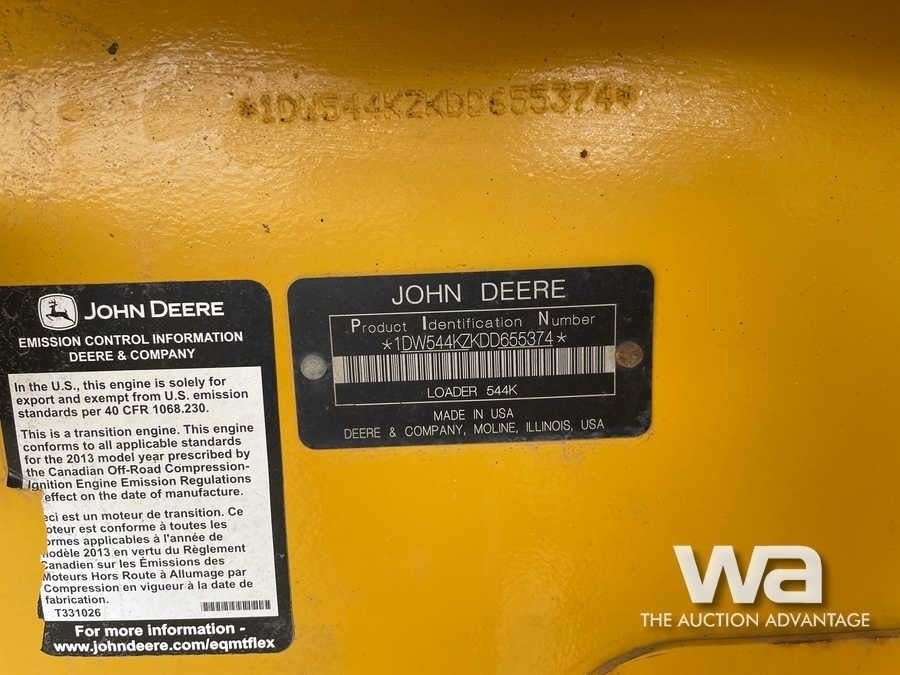 *1DW544KZKDD655374*
JOHN DEERE
EMISSION CONTROL INFORMATION
DEERE & COMPANY
In the U.S., this engine is solely for
export and exempt from U.S. emission
standards per 40 CFR 1068.230.
This is a transition engine. This engine
conforms to all applicable standards
for the 2013 model year prescribed by
the Canadian Off-Road Compression-
Ignition Engine Emission Regulations
effect on the date of manufacture.
eci est un moteur de transition. Ce
oteur est conforme à toutes les
ormes applicables à l'année de
odèle 2013 en vertu du Règlement
Canadien sur les Émissions des
Moteurs Hors Route à Allumage par
Compression en vigueur à la date de
fabrication.
T331026
For more information -
www.johndeere.com/eqmtflex
JOHN DEERE
Product Identification Number
*1DW544KZKDD655374*
LOADER 544K
MADE IN USA
DEERE & COMPANY, MOLINE, ILLINOIS, USA
wa
THE AUCTION ADVANTAGE